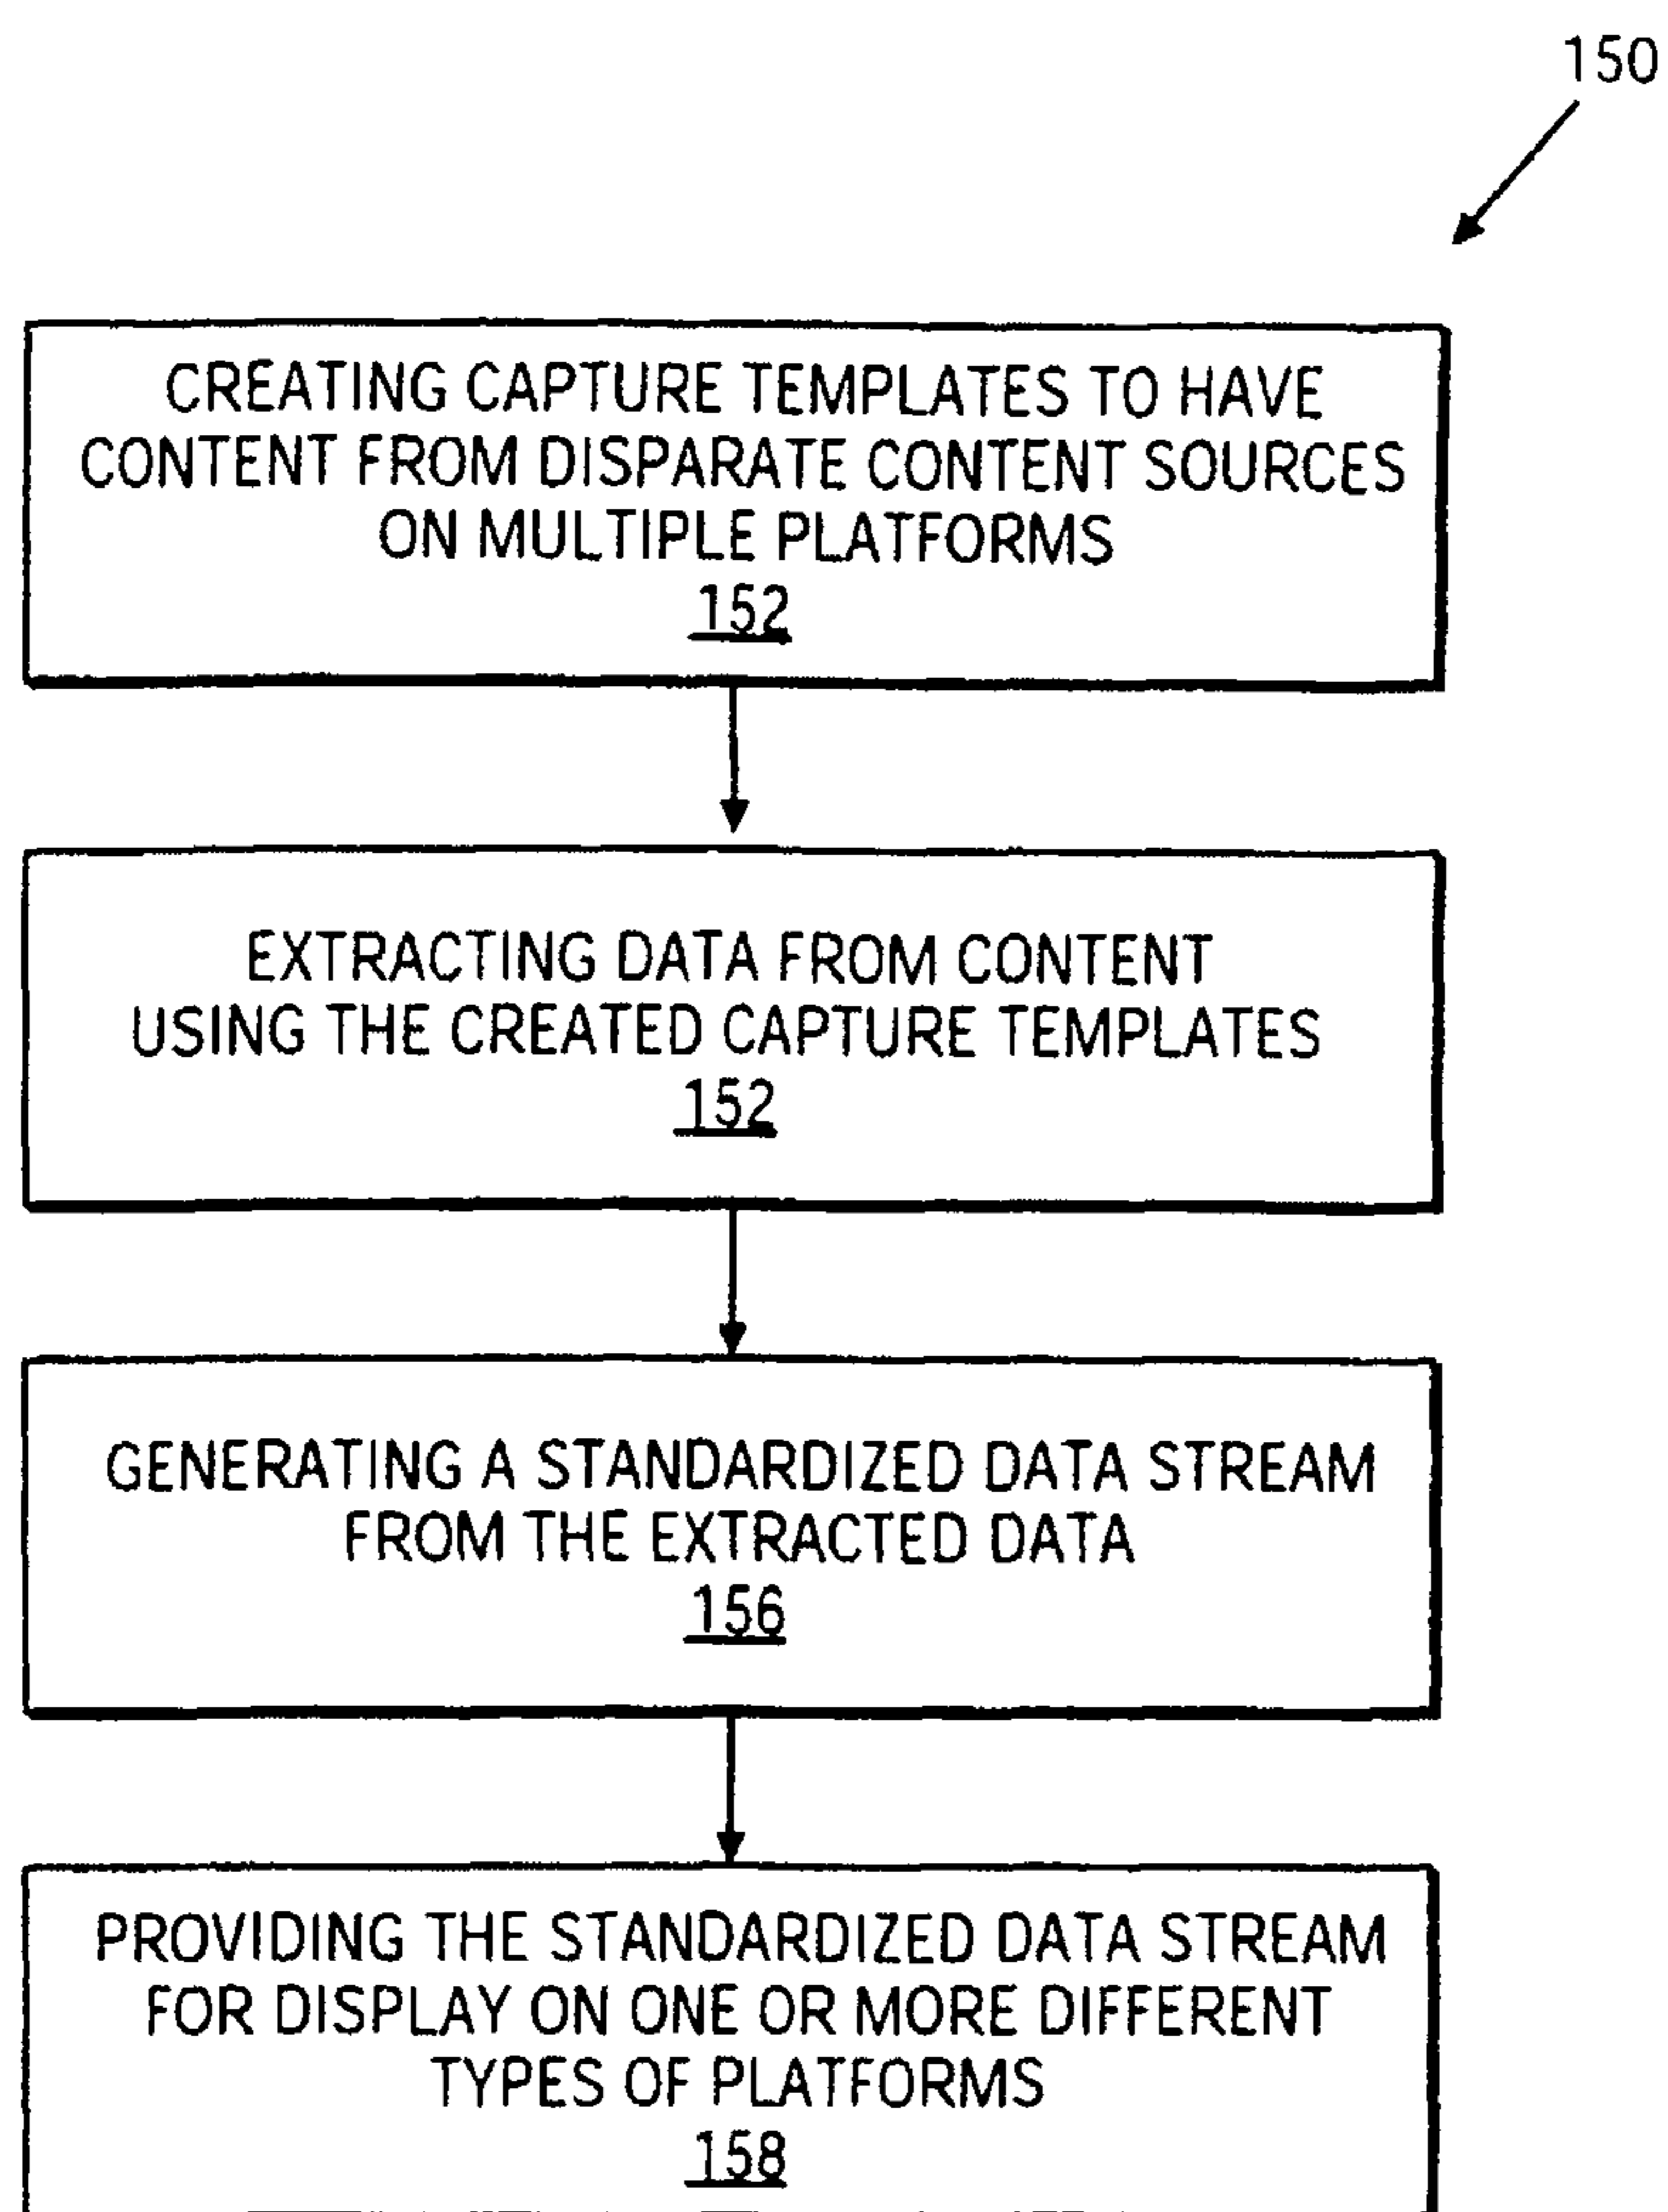 150
CREATING CAPTURE TEMPLATES TO HAVE
CONTENT FROM DISPARATE CONTENT SOURCES
ON MULTIPLE PLATFORMS
152
EXTRACTING DATA FROM CONTENT
USING THE CREATED CAPTURE TEMPLATES
152
GENERATING A STANDARDIZED DATA STREAM
FROM THE EXTRACTED DATA
156
PROVIDING THE STANDARDIZED DATA STREAM
FOR DISPLAY ON ONE OR MORE DIFFERENT
TYPES OF PLATFORMS
158